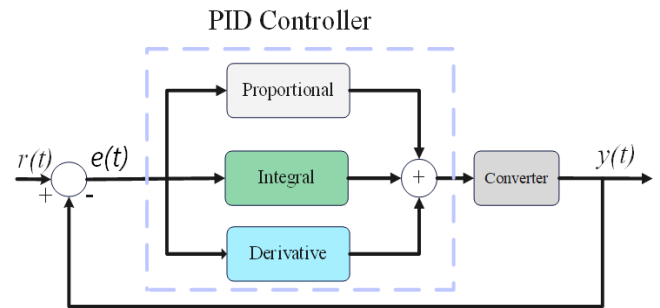 PID Controller
Proportional
r(t)
e(t)
+
-
Integral
+
Converter
y(t)
Derivative